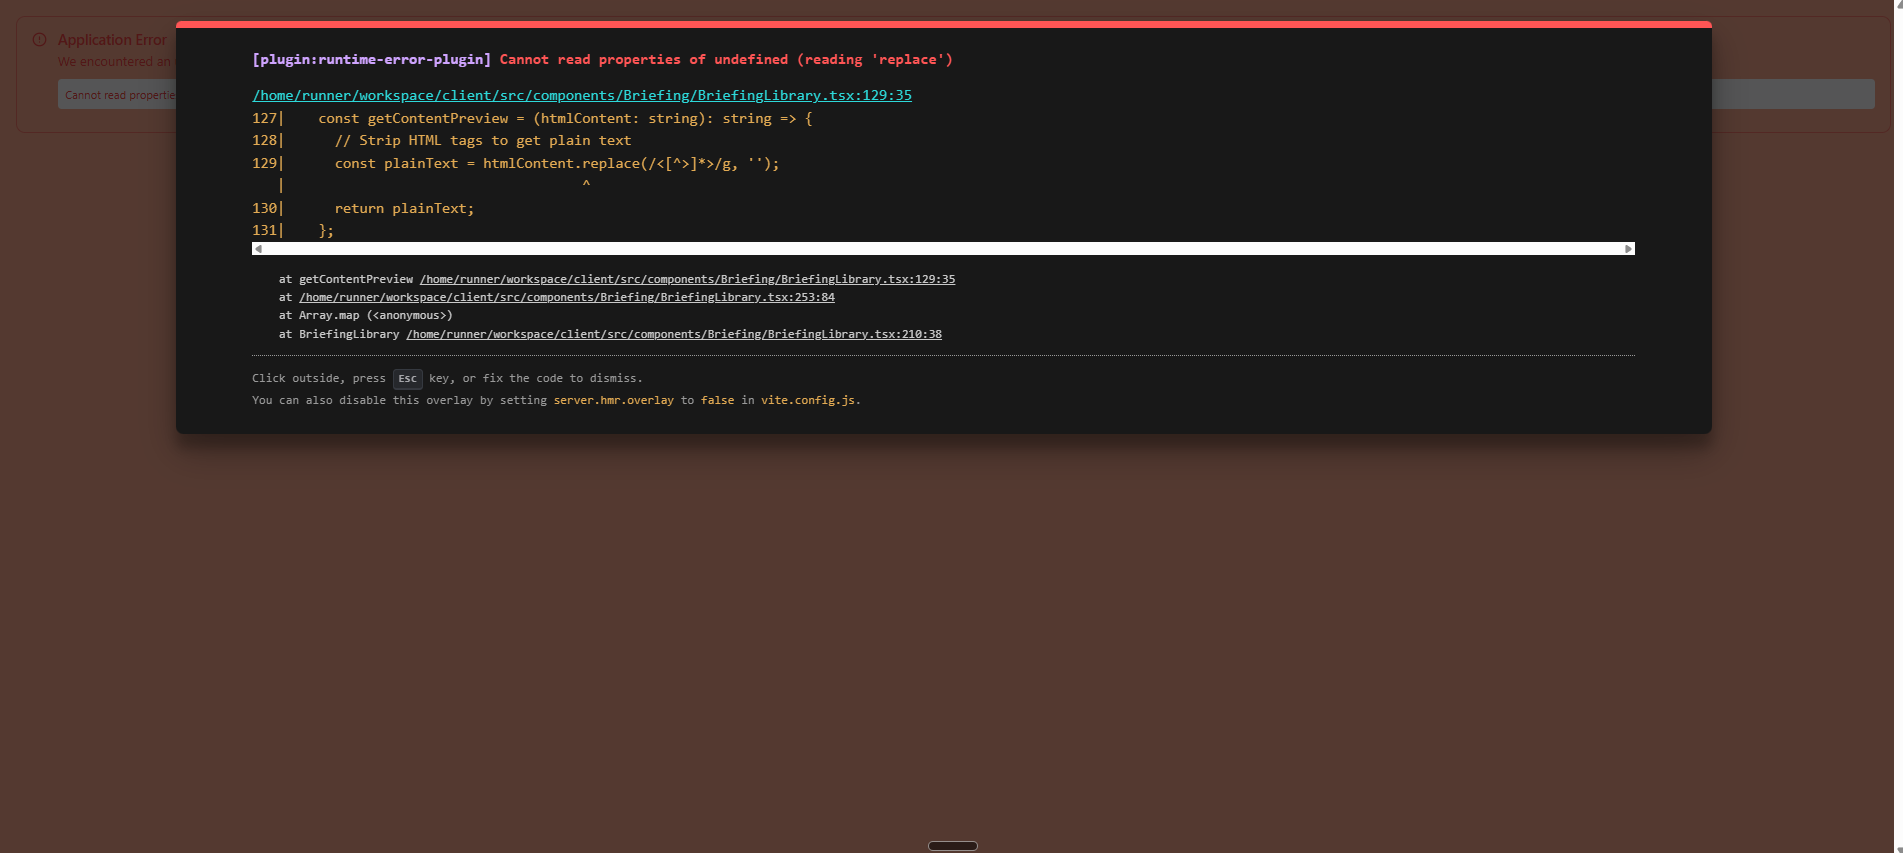 Application Error
We encountered an
Cannot read propertie
[plugin:runtime-error-plugin] Cannot read properties of undefined (reading 'replace')
/home/runner/workspace/client/src/components/Briefing/BriefingLibrary.tsx:129:35
127|    const getContentPreview = (htmlContent: string): string => {
128|      // Strip HTML tags to get plain text
129|      const plainText = htmlContent.replace(/<[^>]*>/g, '');
   |                                    ^
130|      return plainText;
131|    };
at getContentPreview /home/runner/workspace/client/src/components/Briefing/BriefingLibrary.tsx:129:35
at /home/runner/workspace/client/src/components/Briefing/BriefingLibrary.tsx:253:84
at Array.map (<anonymous>)
at BriefingLibrary /home/runner/workspace/client/src/components/Briefing/BriefingLibrary.tsx:210:38
Click outside, press Esc key, or fix the code to dismiss.
You can also disable this overlay by setting server.hmr.overlay to false in vite.config.js.